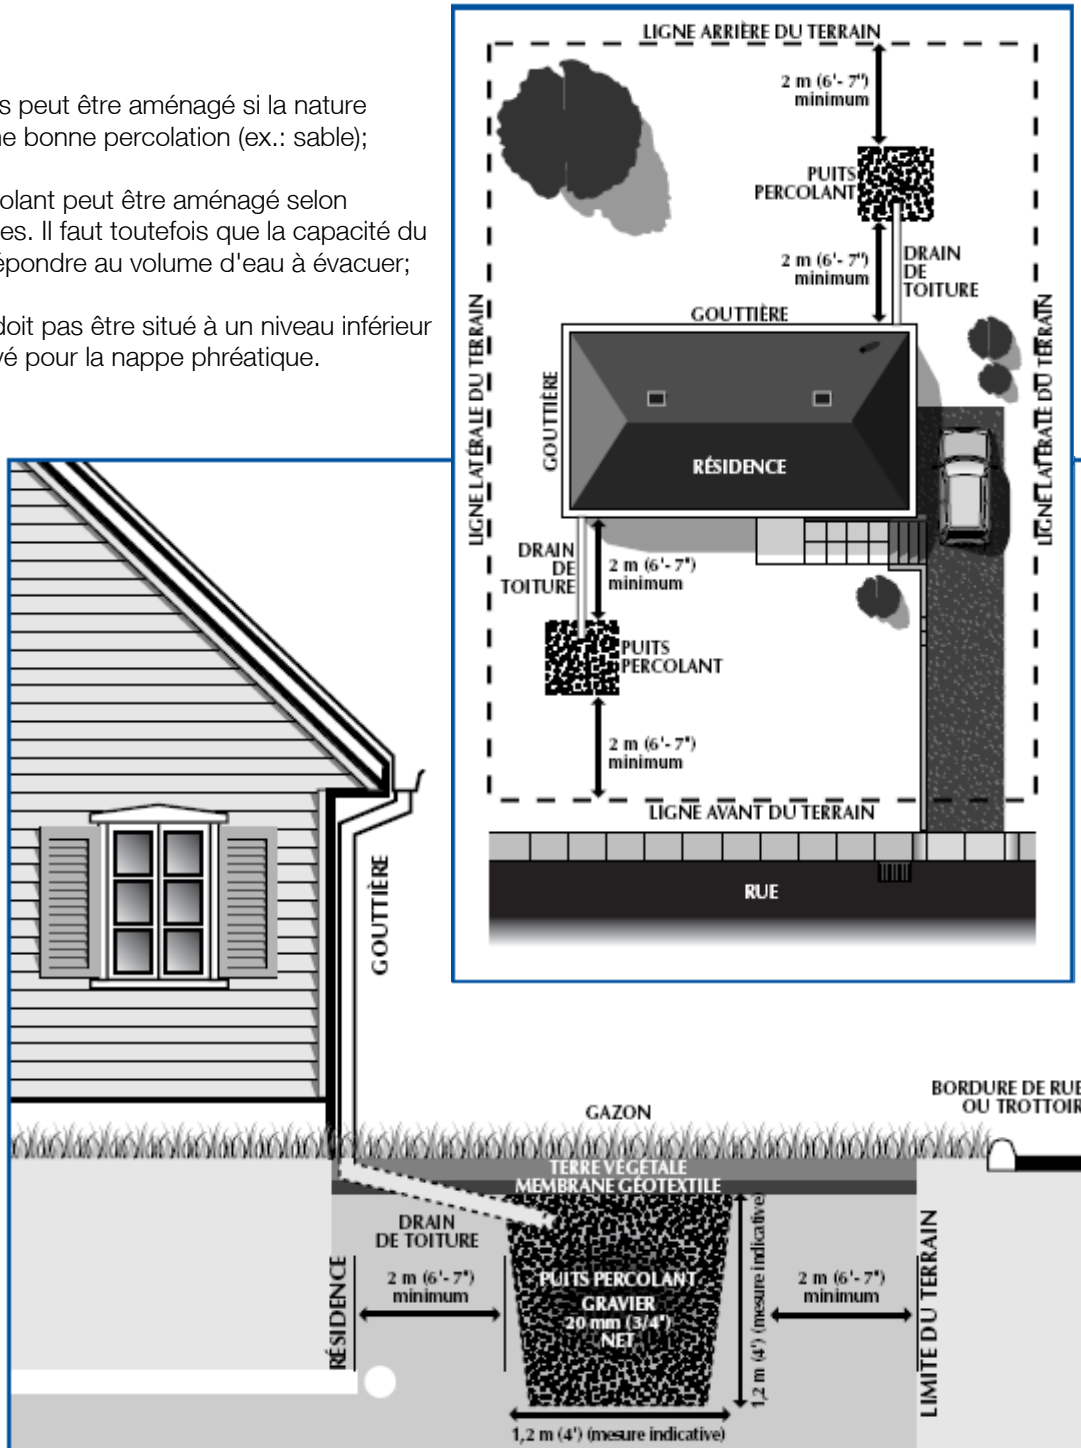 s peut être aménagé si la nature
ne bonne percolation (ex.: sable);
olant peut être aménagé selon
es. Il faut toutefois que la capacité du
épondre au volume d'eau à évacuer;
doit pas être situé à un niveau inférieur
vé pour la nappe phréatique.
LIGNE ARRIÈRE DU TERRAIN
2 m (6'- 7")
minimum
PUITS
PERCOLANT
2 m (6'- 7")
minimum
DRAIN
DE
TOITURE
GOUTTIÈRE
GOUTTIÈRE
LIGNE LATÉRALE DU TERRAIN
LIGNE LATÉRALE DU TERRAIN
RÉSIDENCE
DRAIN
DE
TOITURE
2 m (6'- 7")
minimum
PUITS
PERCOLANT
2 m (6'- 7")
minimum
LIGNE AVANT DU TERRAIN
RUE
GOUTTIÈRE
BORDURE DE RUE
OU TROTTOIR
GAZON
TERRE VÉGÉTALE
MEMBRANE GÉOTEXTILE
DRAIN
DE TOITURE
RÉSIDENCE
2 m (6'- 7")
minimum
PUITS PERCOLANT
GRAVIER
20 mm (3/4")
NET
1,2 m (4') (mesure indicative)
2 m (6'- 7")
minimum
LIMITE DU TERRAIN
1,2 m (4') (mesure indicative)